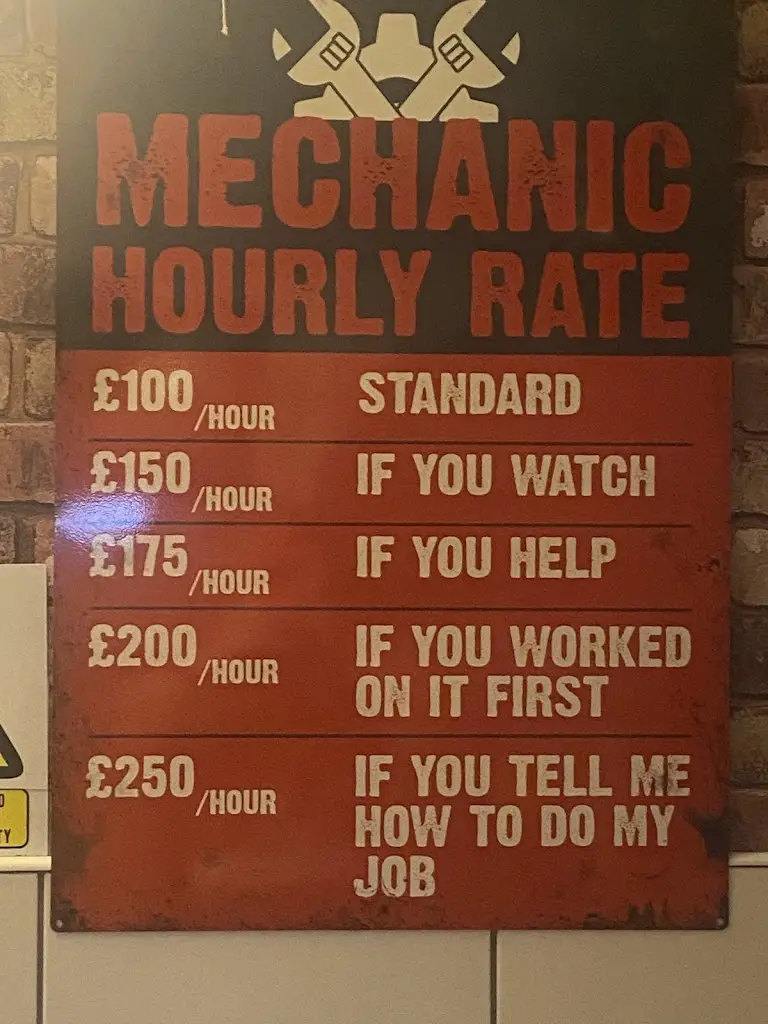 MECHANIC
HOURLY RATE
£100/HOUR STANDARD
£150/HOUR IF YOU WATCH
£175/HOUR IF YOU HELP
£200/HOUR IF YOU WORKED
ON IT FIRST
£250/HOUR IF YOU TELL ME
HOW TO DO MY
JOB